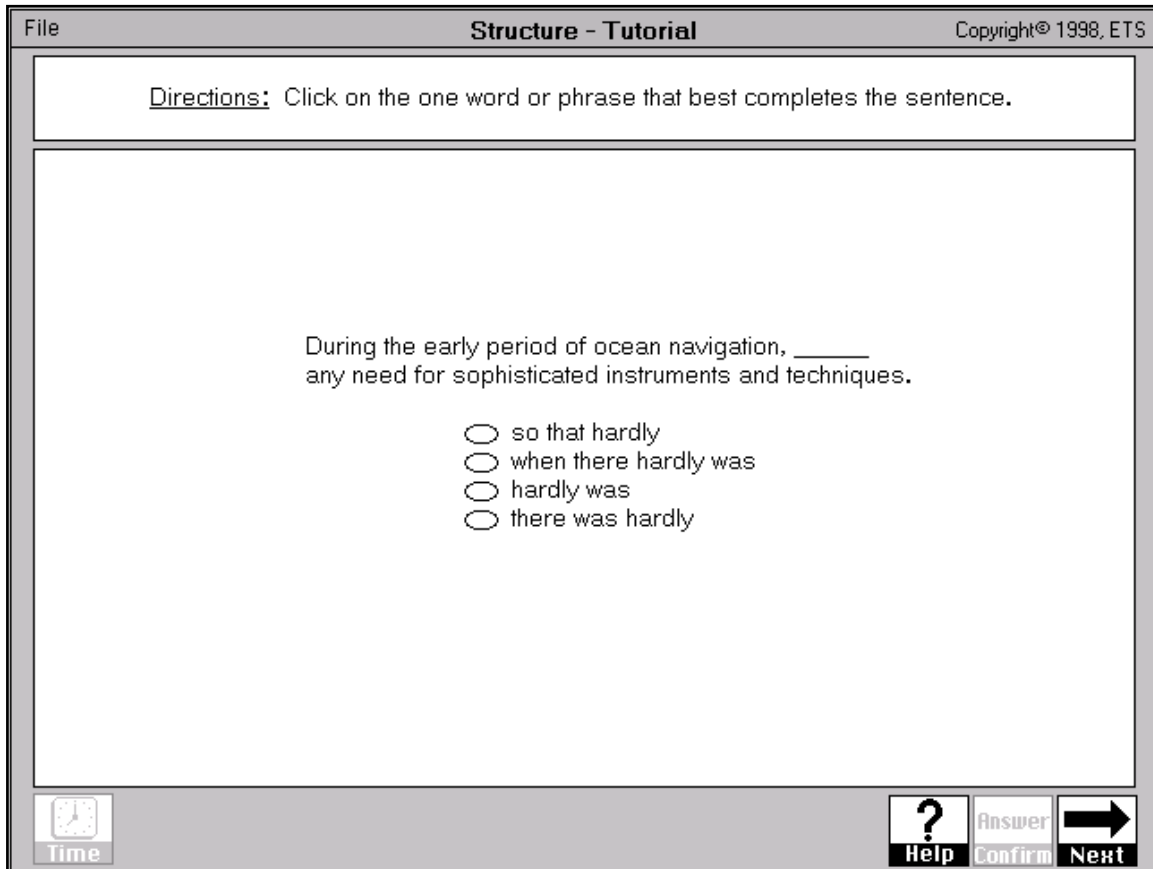 File Structure - Tutorial Copyright© 1998, ETS
Directions: Click on the one word or phrase that best completes the sentence.
During the early period of ocean navigation, ______
any need for sophisticated instruments and techniques.
so that hardly
when there hardly was
hardly was
there was hardly
Time
? Help
Answer Confirm
Next